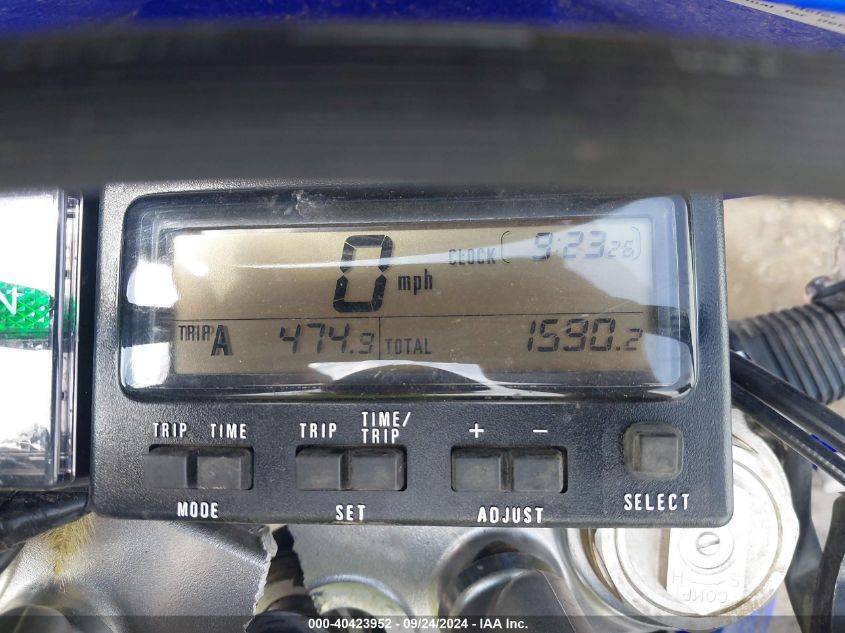 CLOCK 9:23 26
0 mph
TRIP A 474.9 TOTAL 1590.2
N
TRIP TIME TRIP TIME/TRIP + -
MODE SET ADJUST SELECT
COMP
S
H
000-40423952 - 09/24/2024 - IAA Inc.